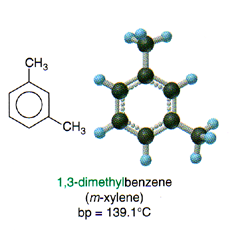 CH₃
CH₃
1,3-dimethylbenzene
(m-xylene)
bp = 139.1°C